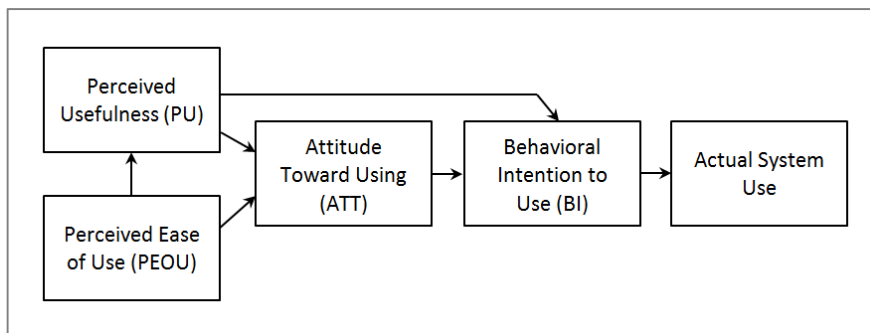 Perceived
Usefulness (PU)
Attitude
Toward Using
(ATT)
Behavioral
Intention to
Use (BI)
Actual System
Use
Perceived Ease
of Use (PEOU)